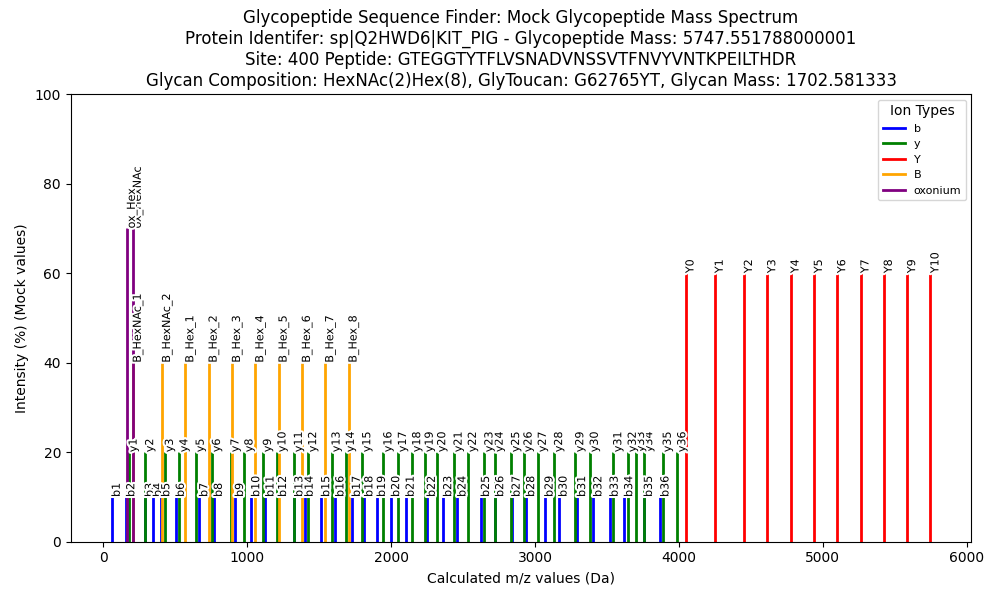 Glycopeptide Sequence Finder: Mock Glycopeptide Mass Spectrum
Protein Identifer: sp|Q2HWD6|KIT_PIG - Glycopeptide Mass: 5747.551788000001
Site: 400 Peptide: GTEGGTYTFLVSNADVNSSVTFNVYVNTKPEILTHDR
Glycan Composition: HexNAc(2)Hex(8), GlyToucan: G62765YT, Glycan Mass: 1702.581333
Intensity (%) (Mock values)
100
80
60
40
20
0
Ion Types
b
y
Y
B
oxonium
ox_Hex
ox_HexNAc
Y0 Y1 Y2 Y3 Y4 Y5 Y6 Y7 Y8 Y9 Y10
B_HexNAc_1 B_HexNAc_2 B_Hex_1 B_Hex_2 B_Hex_3 B_Hex_4 B_Hex_5 B_Hex_6 B_Hex_7 B_Hex_8
y1 y2 y3 y4 y5 y6 y7 y8 y9 y10 y11 y12 y13 y14 y15 y16 y17 y18 y19 y20 y21 y22 y23 y24 y25 y26 y27 y28 y29 y30 y31 y32 y33 y34 y35 y36
b1 b2 b3 b4 b5 b6 b7 b8 b9 b10 b11 b12 b13 b14 b15 b16 b17 b18 b19 b20 b21 b22 b23 b24 b25 b26 b27 b28 b29 b30 b31 b32 b33 b34 b35 b36
0 1000 2000 3000 4000 5000 6000
Calculated m/z values (Da)